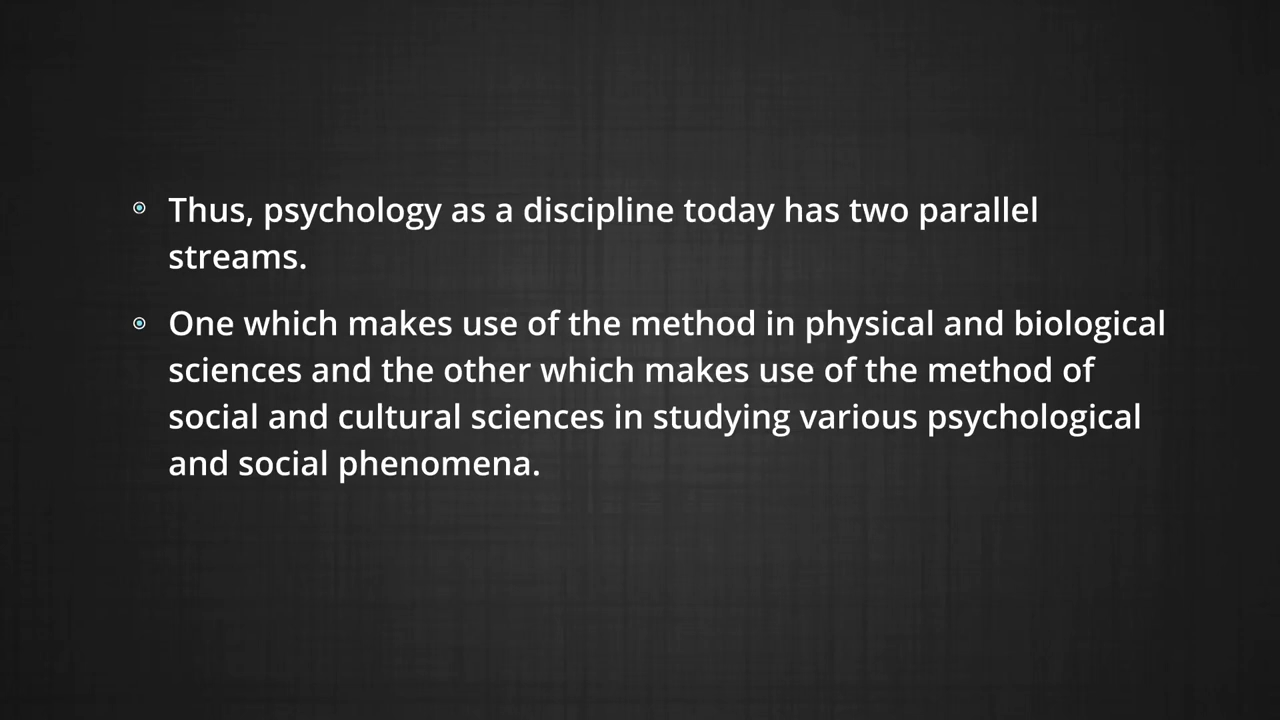 Thus, psychology as a discipline today has two parallel
streams.
One which makes use of the method in physical and biological
sciences and the other which makes use of the method of
social and cultural sciences in studying various psychological
and social phenomena.